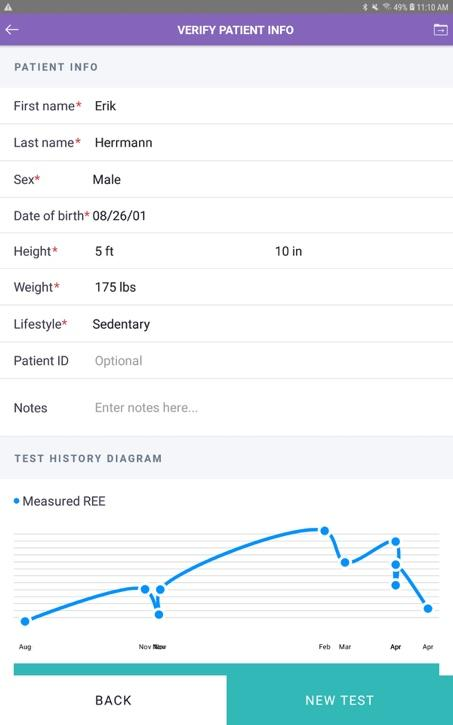 49% 11:10 AM
VERIFY PATIENT INFO
PATIENT INFO
First name* Erik
Last name* Herrmann
Sex* Male
Date of birth* 08/26/01
Height* 5 ft 10 in
Weight* 175 lbs
Lifestyle* Sedentary
Patient ID Optional
Notes Enter notes here...
TEST HISTORY DIAGRAM
Measured REE
Aug Nov Nov Feb Mar Apr Apr
BACK NEW TEST